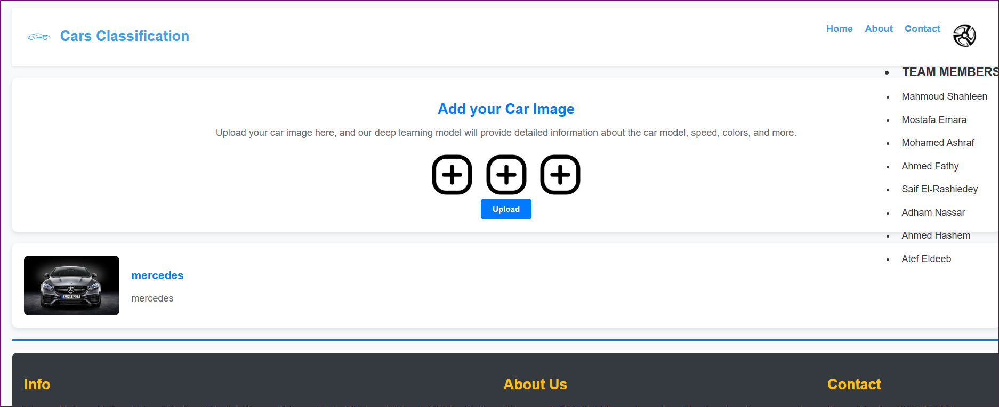 Cars Classification
Home About Contact
TEAM MEMBERS
Mahmoud Shahieen
Mostafa Emara
Mohamed Ashraf
Ahmed Fathy
Saif El-Rashiedey
Adham Nassar
Ahmed Hashem
Atef Eldeeb
Add your Car Image
Upload your car image here, and our deep learning model will provide detailed information about the car model, speed, colors, and more.
Upload
S MB 8217
mercedes
mercedes
Info
About Us
Contact